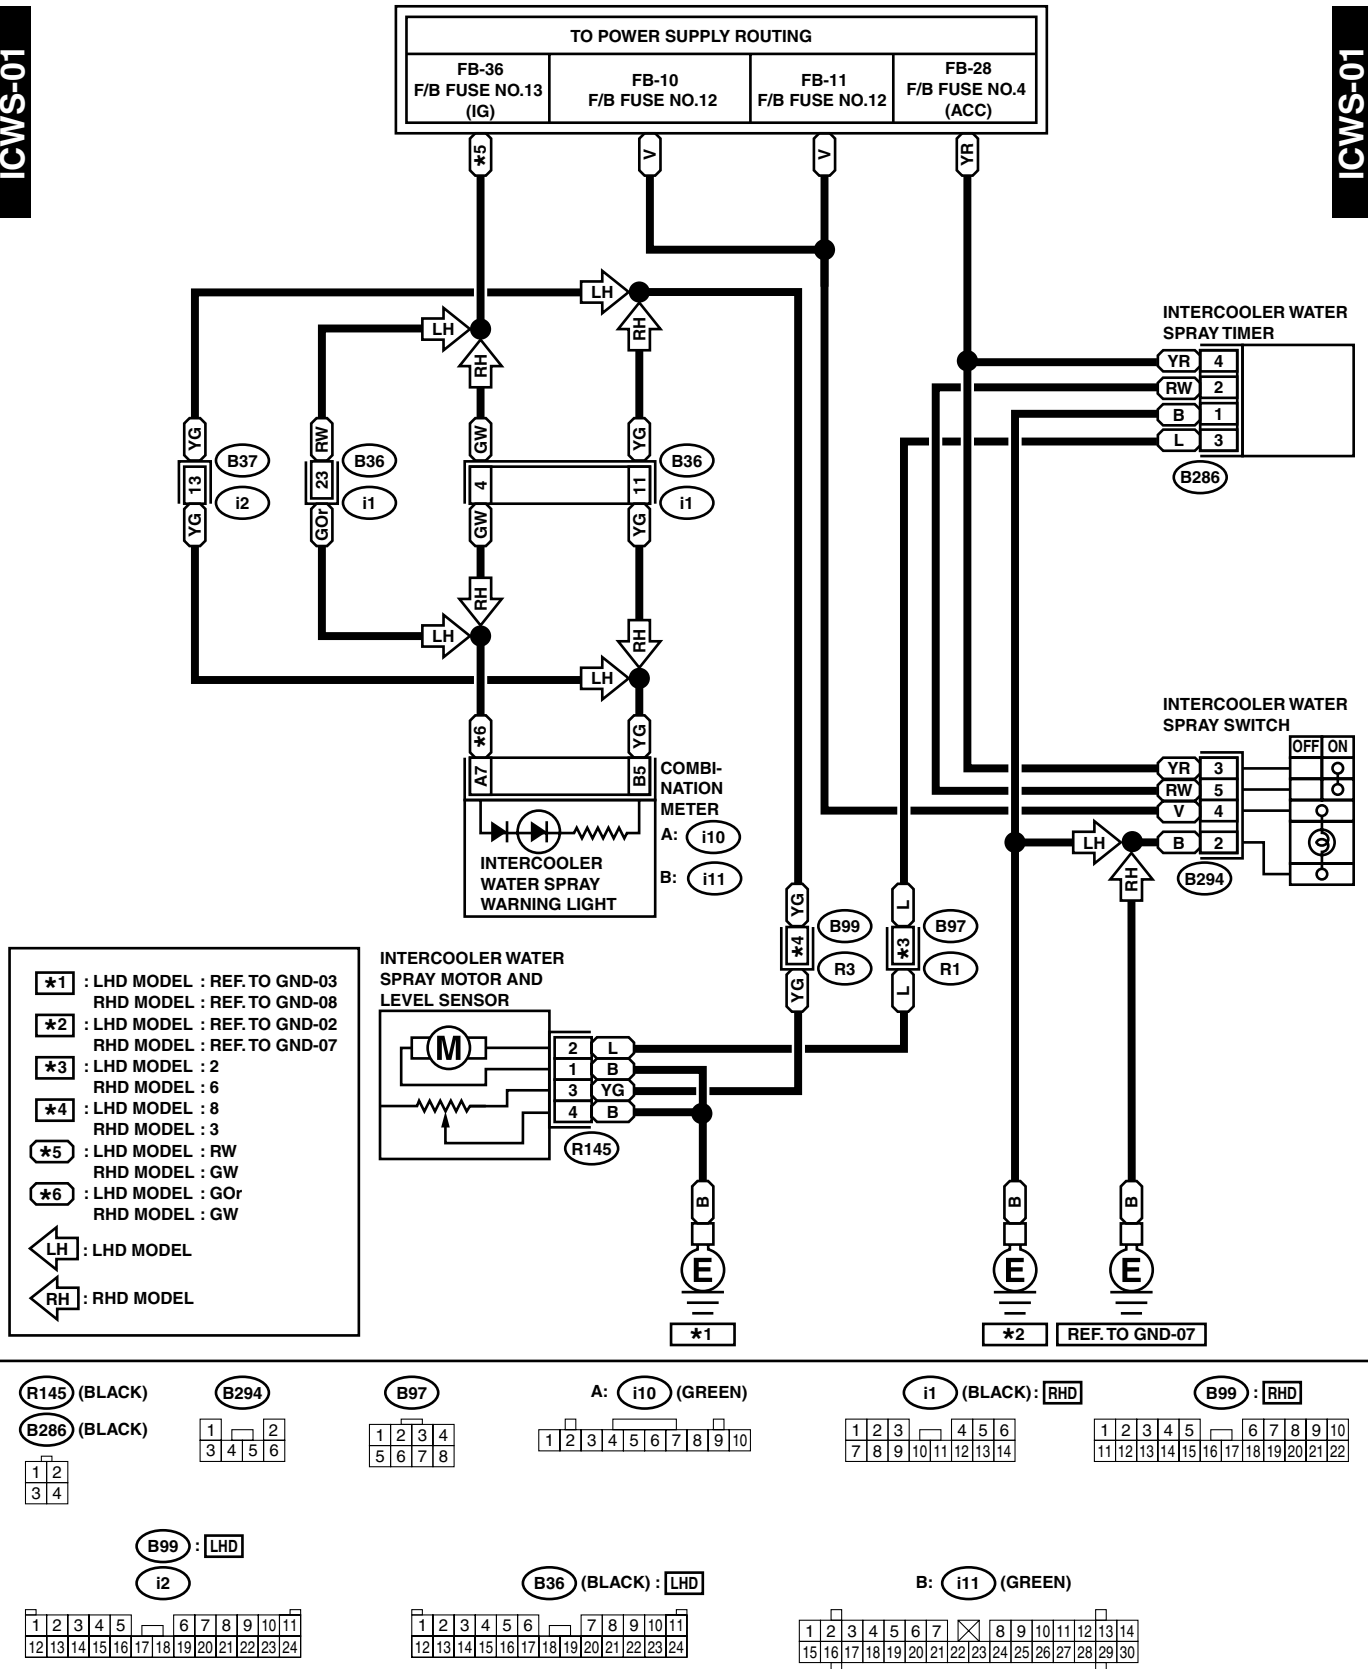 ICWS-01
ICWS-01
TO POWER SUPPLY ROUTING
FB-36
F/B FUSE NO.13
(IG)
FB-10
F/B FUSE NO.12
FB-11
F/B FUSE NO.12
FB-28
F/B FUSE NO.4
(ACC)
*5
V
V
YR
LH
RH
LH
RH
INTERCOOLER WATER
SPRAY TIMER
YR 4
RW 2
B 1
L 3
B286
YG
13
YG
B37
i2
RW
23
GOr
B36
i1
GW
4
GW
YG
11
YG
B36
i1
RH
LH
RH
LH
*6
YG
A7
B5
COMBI-
NATION
METER
A: i10
B: i11
INTERCOOLER
WATER SPRAY
WARNING LIGHT
INTERCOOLER WATER
SPRAY SWITCH
OFF ON
YR 3
RW 5
V 4
B 2
B294
LH
RH
YG
*4
YG
B99
R3
L
*3
L
B97
R1
INTERCOOLER WATER
SPRAY MOTOR AND
LEVEL SENSOR
M
2 L
1 B
3 YG
4 B
R145
B
E
*1
B
E
*2
B
E
REF. TO GND-07
*1 : LHD MODEL : REF. TO GND-03
RHD MODEL : REF. TO GND-08
*2 : LHD MODEL : REF. TO GND-02
RHD MODEL : REF. TO GND-07
*3 : LHD MODEL : 2
RHD MODEL : 6
*4 : LHD MODEL : 8
RHD MODEL : 3
*5 : LHD MODEL : RW
RHD MODEL : GW
*6 : LHD MODEL : GOr
RHD MODEL : GW
LH : LHD MODEL
RH : RHD MODEL
R145 (BLACK)
B286 (BLACK)
1 2
3 4
B294
1 2
3 4 5 6
B97
1 2 3 4
5 6 7 8
A: i10 (GREEN)
1 2 3 4 5 6 7 8 9 10
i1 (BLACK) : RHD
1 2 3 4 5 6
7 8 9 10 11 12 13 14
B99 : RHD
1 2 3 4 5 6 7 8 9 10
11 12 13 14 15 16 17 18 19 20 21 22
B99 : LHD
i2
1 2 3 4 5 6 7 8 9 10 11
12 13 14 15 16 17 18 19 20 21 22 23 24
B36 (BLACK) : LHD
1 2 3 4 5 6 7 8 9 10 11
12 13 14 15 16 17 18 19 20 21 22 23 24
B: i11 (GREEN)
1 2 3 4 5 6 7 8 9 10 11 12 13 14
15 16 17 18 19 20 21 22 23 24 25 26 27 28 29 30